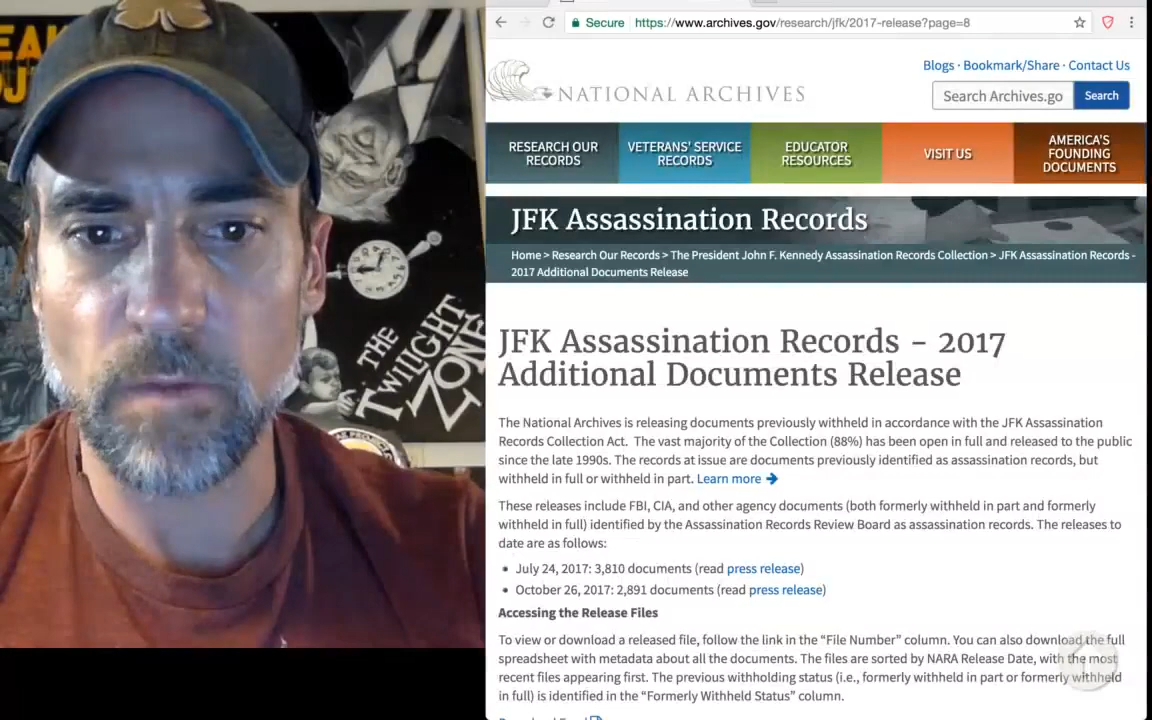 THE
TWILIGHT
ZONE
Secure https://www.archives.gov/research/jfk/2017-release?page=8
Blogs · Bookmark/Share · Contact Us
NATIONAL ARCHIVES
Search Archives.go
Search
RESEARCH OUR
RECORDS
VETERANS' SERVICE
RECORDS
EDUCATOR
RESOURCES
VISIT US
AMERICA'S
FOUNDING
DOCUMENTS
JFK Assassination Records
Home > Research Our Records > The President John F. Kennedy Assassination Records Collection > JFK Assassination Records -
2017 Additional Documents Release
JFK Assassination Records - 2017
Additional Documents Release
The National Archives is releasing documents previously withheld in accordance with the JFK Assassination
Records Collection Act. The vast majority of the Collection (88%) has been open in full and released to the public
since the late 1990s. The records at issue are documents previously identified as assassination records, but
withheld in full or withheld in part. Learn more →
These releases include FBI, CIA, and other agency documents (both formerly withheld in part and formerly
withheld in full) identified by the Assassination Records Review Board as assassination records. The releases to
date are as follows:
• July 24, 2017: 3,810 documents (read press release)
• October 26, 2017: 2,891 documents (read press release)
Accessing the Release Files
To view or download a released file, follow the link in the “File Number” column. You can also download the full
spreadsheet with metadata about all the documents. The files are sorted by NARA Release Date, with the most
recent files appearing first. The previous withholding status (i.e., formerly withheld in part or formerly withheld
in full) is identified in the “Formerly Withheld Status” column.